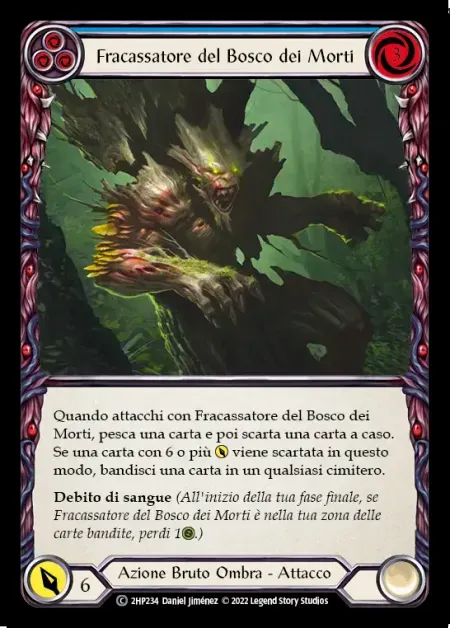 Fracassatore del Bosco dei Morti
3
Quando attacchi con Fracassatore del Bosco dei
Morti, pesca una carta e poi scarta una carta a caso.
Se una carta con 6 o più viene scartata in questo
modo, bandisci una carta in un qualsiasi cimitero.
Debito di sangue (All'inizio della tua fase finale, se
Fracassatore del Bosco dei Morti è nella tua zona delle
carte bandite, perdi 1.)
6
Azione Bruto Ombra - Attacco
C 2HP234 Daniel Jiménez © 2022 Legend Story Studios